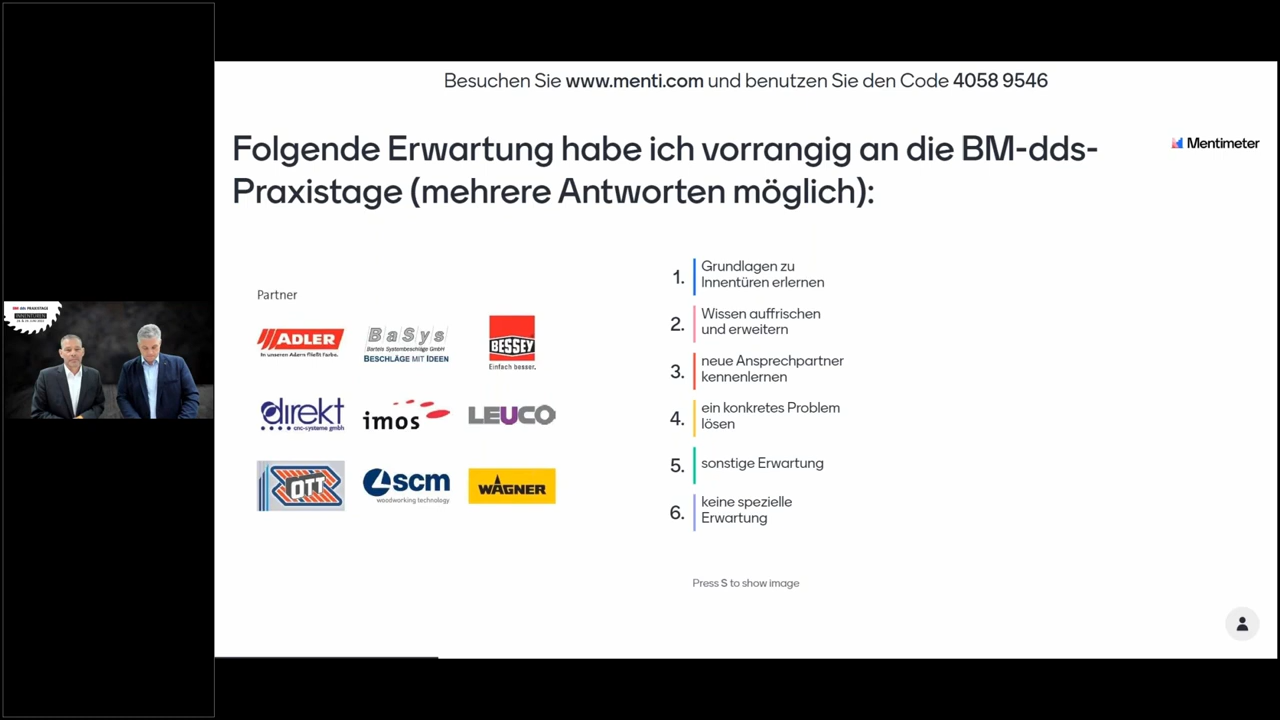 Besuchen Sie www.menti.com und benutzen Sie den Code 4058 9546
Folgende Erwartung habe ich vorrangig an die BM-dds-
Praxistage (mehrere Antworten möglich):
Mentimeter
Partner
ADLER
In unseren Adern fließt Farbe.
BaSys
Bartels Systembeschläge GmbH
BESCHLÄGE MIT IDEEN
BESSEY
Einfach besser.
direkt
cnc-systeme gmbh
imos
LEUCO
OTT
scm
woodworking technology
WAGNER
1. Grundlagen zu
Innentüren erlernen
2. Wissen auffrischen
und erweitern
3. neue Ansprechpartner
kennenlernen
4. ein konkretes Problem
lösen
5. sonstige Erwartung
6. keine spezielle
Erwartung
Press S to show image